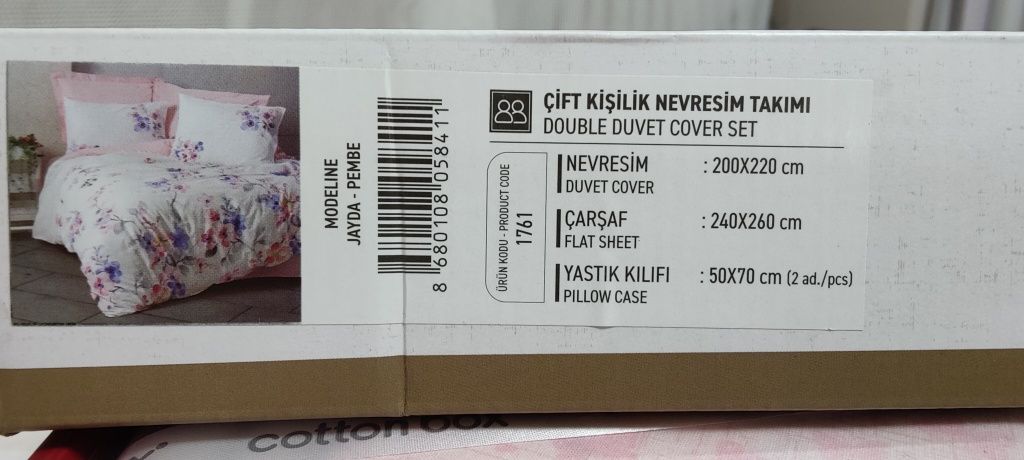 MODELINE
JAYDA - PEMBE
8 680108 058411
ÇİFT KİŞİLİK NEVRESİM TAKIMI
DOUBLE DUVET COVER SET
ÜRÜN KODU - PRODUCT CODE
1761
NEVRESİM : 200X220 cm
DUVET COVER
ÇARŞAF : 240X260 cm
FLAT SHEET
YASTIK KILIFI : 50X70 cm (2 ad./pcs)
PILLOW CASE
cotton box